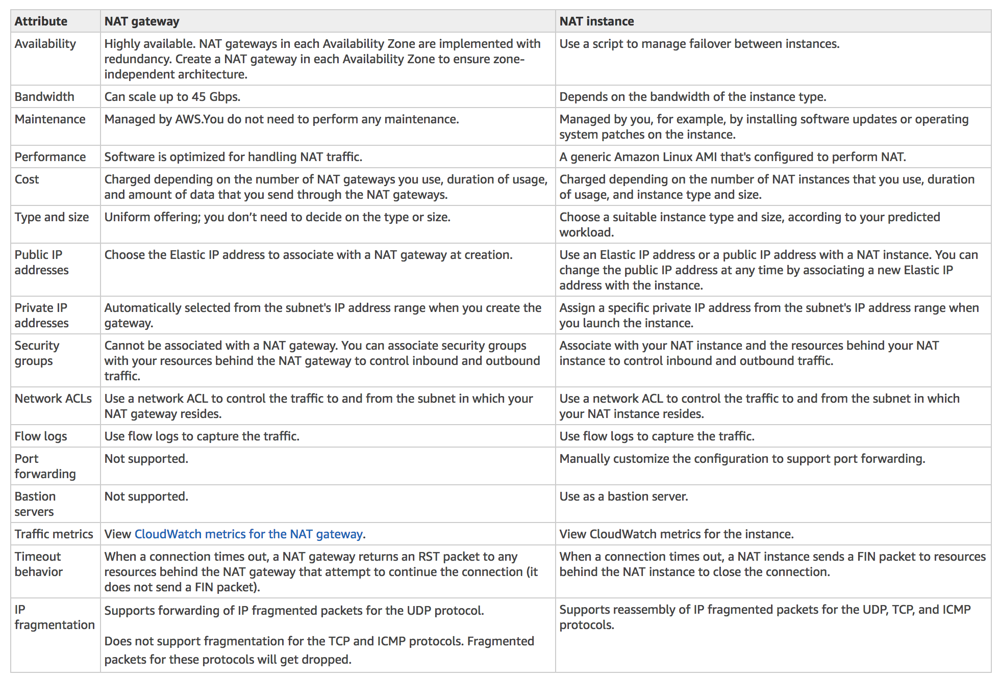 Attribute NAT gateway NAT instance
Availability
Highly available. NAT gateways in each Availability Zone are implemented with
redundancy. Create a NAT gateway in each Availability Zone to ensure zone-
independent architecture.
Use a script to manage failover between instances.
Bandwidth
Can scale up to 45 Gbps.
Depends on the bandwidth of the instance type.
Maintenance
Managed by AWS.You do not need to perform any maintenance.
Managed by you, for example, by installing software updates or operating
system patches on the instance.
Performance
Software is optimized for handling NAT traffic.
A generic Amazon Linux AMI that's configured to perform NAT.
Cost
Charged depending on the number of NAT gateways you use, duration of usage,
and amount of data that you send through the NAT gateways.
Charged depending on the number of NAT instances that you use, duration
of usage, and instance type and size.
Type and size
Uniform offering; you don’t need to decide on the type or size.
Choose a suitable instance type and size, according to your predicted
workload.
Public IP
addresses
Choose the Elastic IP address to associate with a NAT gateway at creation.
Use an Elastic IP address or a public IP address with a NAT instance. You can
change the public IP address at any time by associating a new Elastic IP
address with the instance.
Private IP
addresses
Automatically selected from the subnet's IP address range when you create the
gateway.
Assign a specific private IP address from the subnet's IP address range when
you launch the instance.
Security
groups
Cannot be associated with a NAT gateway. You can associate security groups
with your resources behind the NAT gateway to control inbound and outbound
traffic.
Associate with your NAT instance and the resources behind your NAT
instance to control inbound and outbound traffic.
Network ACLs
Use a network ACL to control the traffic to and from the subnet in which your
NAT gateway resides.
Use a network ACL to control the traffic to and from the subnet in which
your NAT instance resides.
Flow logs
Use flow logs to capture the traffic.
Use flow logs to capture the traffic.
Port
forwarding
Not supported.
Manually customize the configuration to support port forwarding.
Bastion
servers
Not supported.
Use as a bastion server.
Traffic metrics
View CloudWatch metrics for the NAT gateway.
View CloudWatch metrics for the instance.
Timeout
behavior
When a connection times out, a NAT gateway returns an RST packet to any
resources behind the NAT gateway that attempt to continue the connection (it
does not send a FIN packet).
When a connection times out, a NAT instance sends a FIN packet to resources
behind the NAT instance to close the connection.
IP
fragmentation
Supports forwarding of IP fragmented packets for the UDP protocol.
Does not support fragmentation for the TCP and ICMP protocols. Fragmented
packets for these protocols will get dropped.
Supports reassembly of IP fragmented packets for the UDP, TCP, and ICMP
protocols.